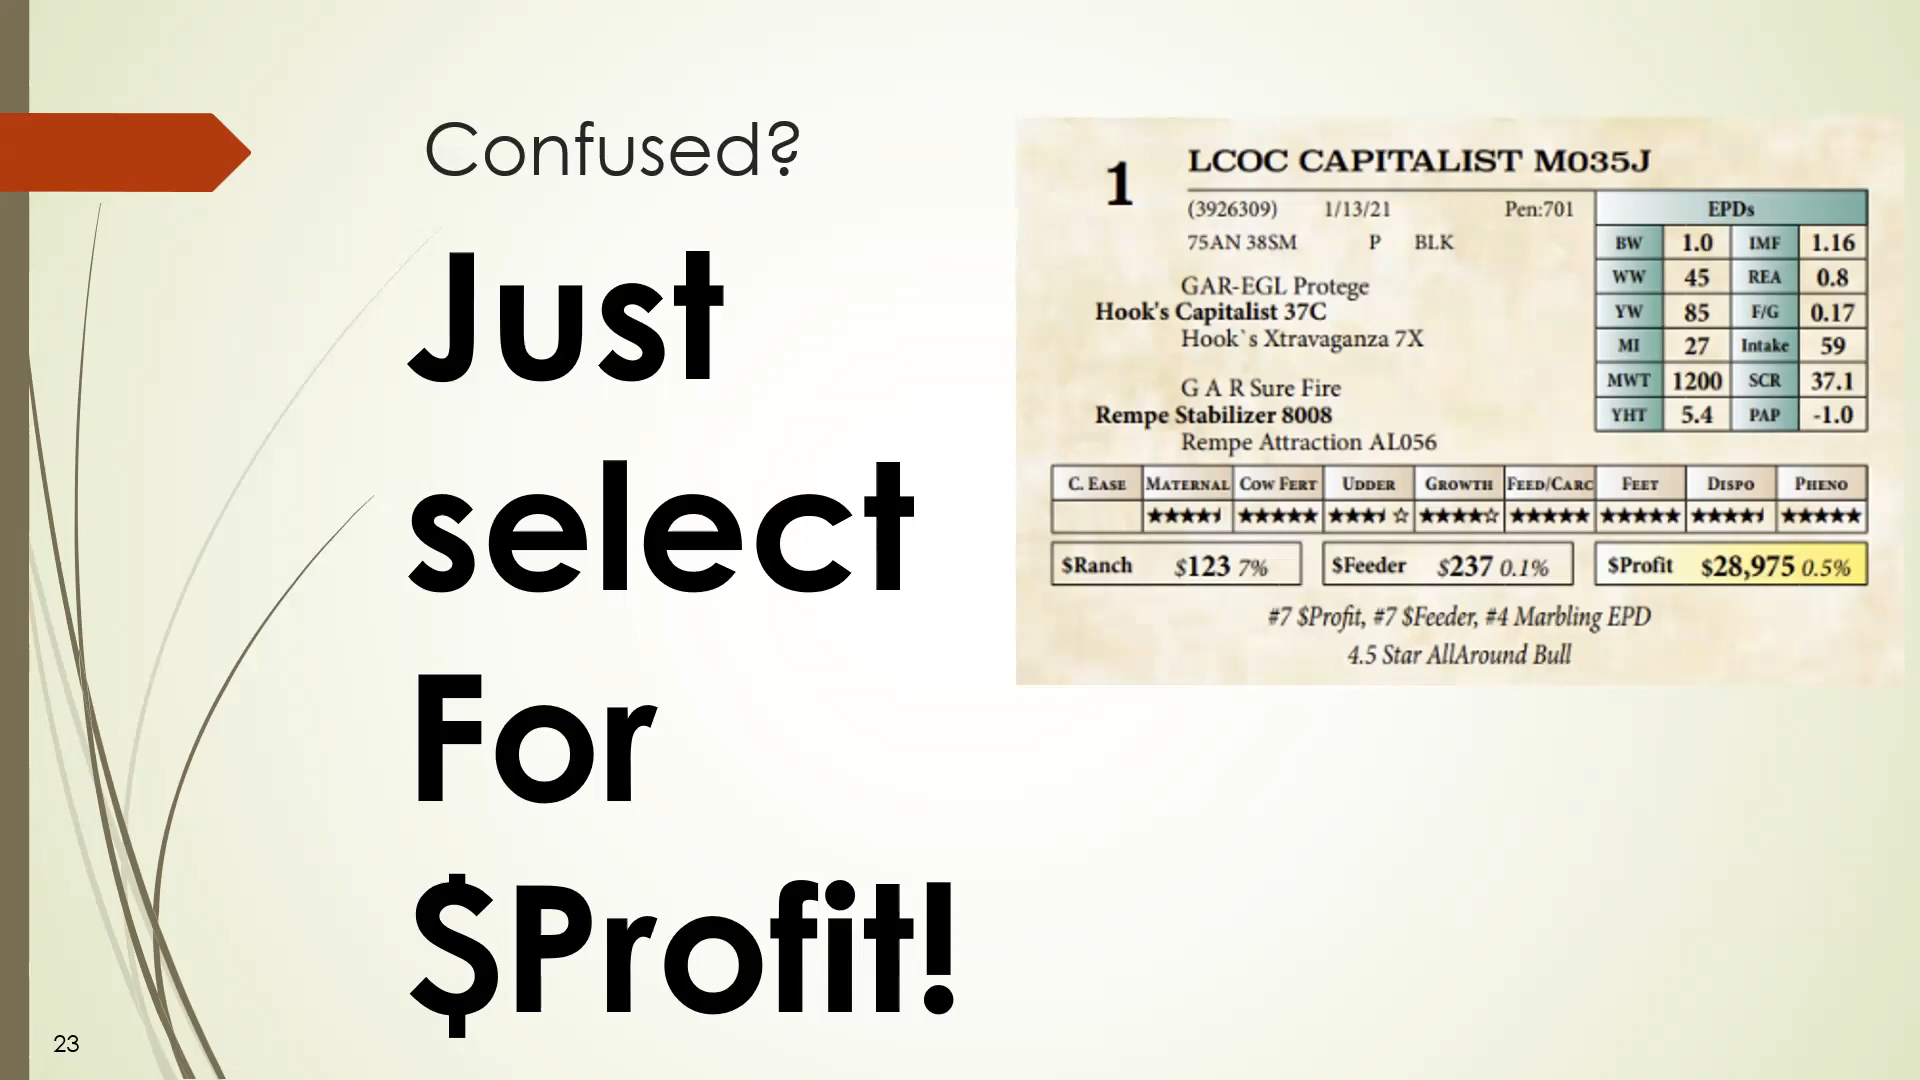 Confused?
Just
select
For
$Profit!
1
LCOC CAPITALIST M035J
(3926309) 1/13/21 Pen:701
75AN 38SM P BLK
GAR-EGL Protege
Hook's Capitalist 37C
Hook`s Xtravaganza 7X
G A R Sure Fire
Rempe Stabilizer 8008
Rempe Attraction AL056
EPDs
BW 1.0 IMF 1.16
WW 45 REA 0.8
YW 85 F/G 0.17
MI 27 Intake 59
MWT 1200 SCR 37.1
YHT 5.4 PAP -1.0
C. EASE MATERNAL COW FERT UDDER GROWTH FEED/CARC FEET DISPO PHENO
$Ranch $123 7% $Feeder $237 0.1% $Profit $28,975 0.5%
#7 $Profit, #7 $Feeder, #4 Marbling EPD
4.5 Star AllAround Bull
23